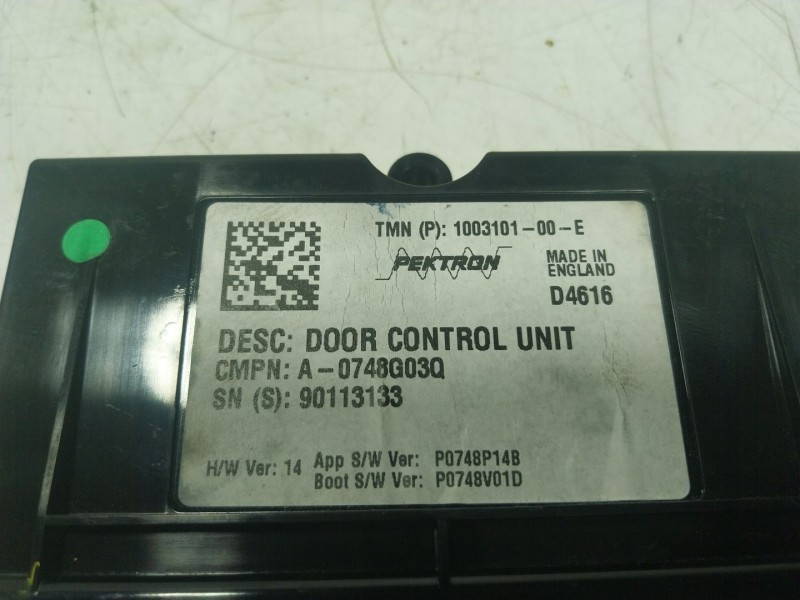 TMN (P): 1003101-00-E
PEKTRON
MADE IN
ENGLAND
D4616
DESC: DOOR CONTROL UNIT
CMPN: A-0748G03Q
SN (S): 90113133
H/W Ver: 14
App S/W Ver: P0748P14B
Boot S/W Ver: P0748V01D